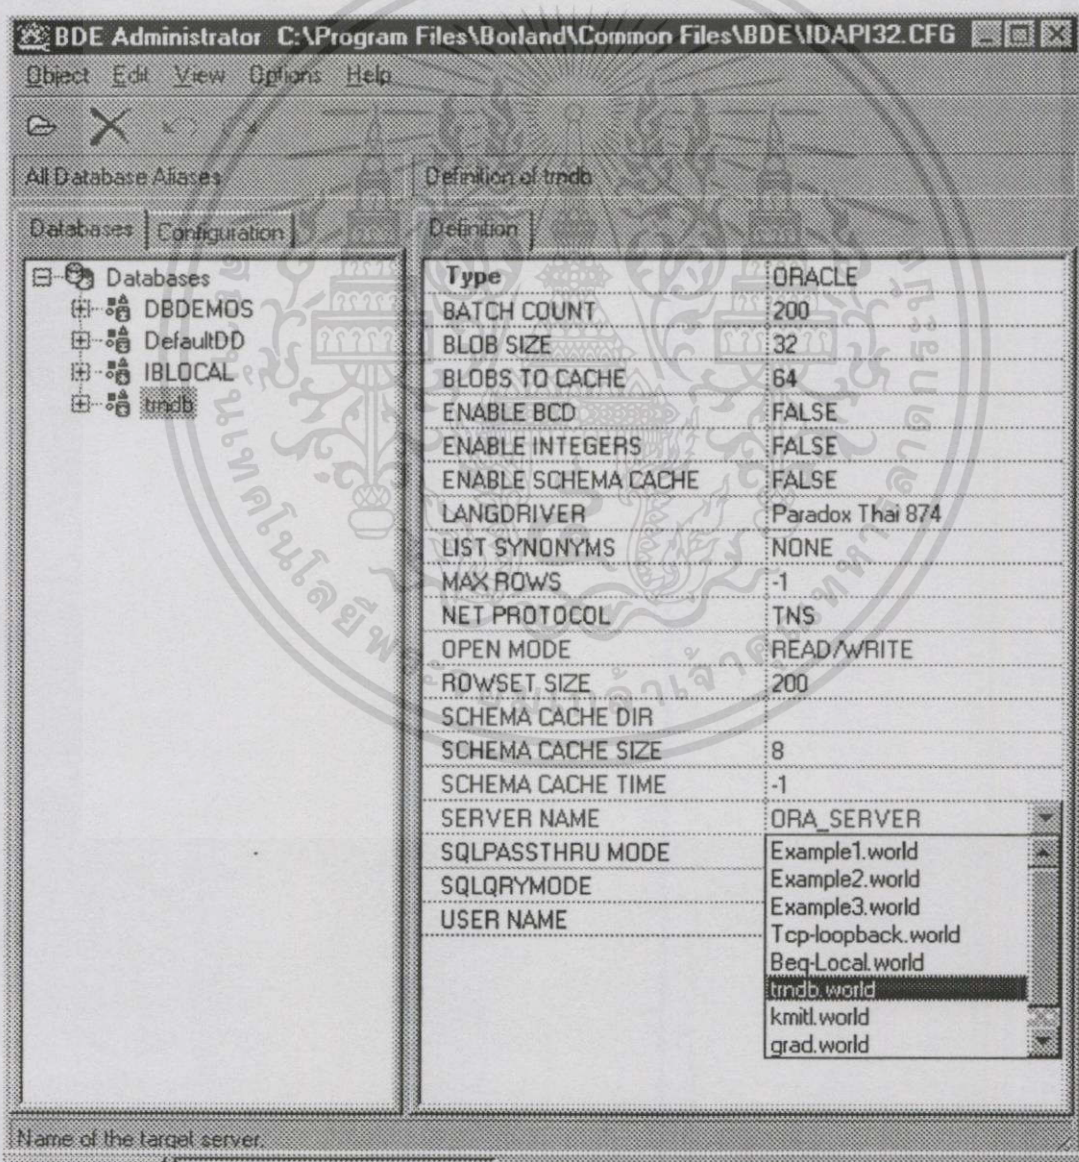 BDE Administrator C:\Program Files\Borland\Common Files\BDE\IDAPI32.CFG
Object Edit View Options Help
All Database Aliases
Definition of trndb
Databases Configuration
Definition
Databases
DBDEMOS
DefaultDD
IBLOCAL
trndb
Type ORACLE
BATCH COUNT 200
BLOB SIZE 32
BLOBS TO CACHE 64
ENABLE BCD FALSE
ENABLE INTEGERS FALSE
ENABLE SCHEMA CACHE FALSE
LANGDRIVER Paradox Thai 874
LIST SYNONYMS NONE
MAX ROWS -1
NET PROTOCOL TNS
OPEN MODE READ/WRITE
ROWSET SIZE 200
SCHEMA CACHE DIR
SCHEMA CACHE SIZE 8
SCHEMA CACHE TIME -1
SERVER NAME ORA_SERVER
SQLPASSTHRU MODE
SQLQRYMODE
USER NAME
Example1.world
Example2.world
Example3.world
Tcp-loopback.world
Beq-Local.world
trndb.world
kmitl.world
grad.world
Name of the target server.